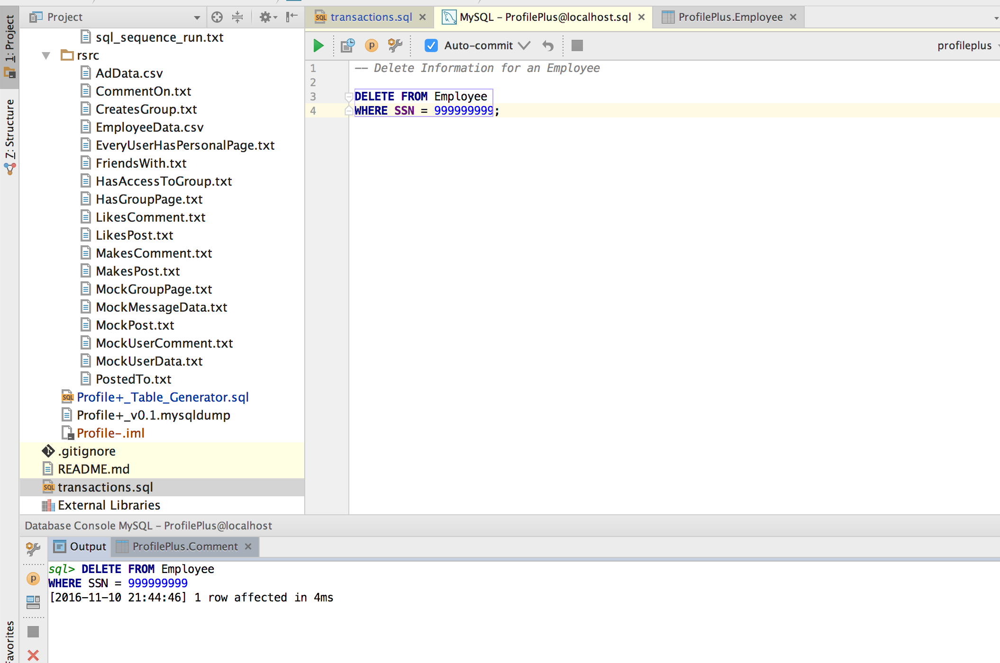 Project
transactions.sql
MySQL – ProfilePlus@localhost.sql
ProfilePlus.Employee
1: Project
7: Structure
sql_sequence_run.txt
rsrc
AdData.csv
CommentOn.txt
CreatesGroup.txt
EmployeeData.csv
EveryUserHasPersonalPage.txt
FriendsWith.txt
HasAccessToGroup.txt
HasGroupPage.txt
LikesComment.txt
LikesPost.txt
MakesComment.txt
MakesPost.txt
MockGroupPage.txt
MockMessageData.txt
MockPost.txt
MockUserComment.txt
MockUserData.txt
PostedTo.txt
SQL Profile+_Table_Generator.sql
Profile+_v0.1.mysqldump
Profile-.iml
.gitignore
README.md
SQL transactions.sql
External Libraries
P
Auto-commit
profileplus
1 -- Delete Information for an Employee
2
3 DELETE FROM Employee
4 WHERE SSN = 999999999;
Database Console MySQL – ProfilePlus@localhost
Output
ProfilePlus.Comment
sql> DELETE FROM Employee
WHERE SSN = 999999999
[2016-11-10 21:44:46] 1 row affected in 4ms
P
avorites